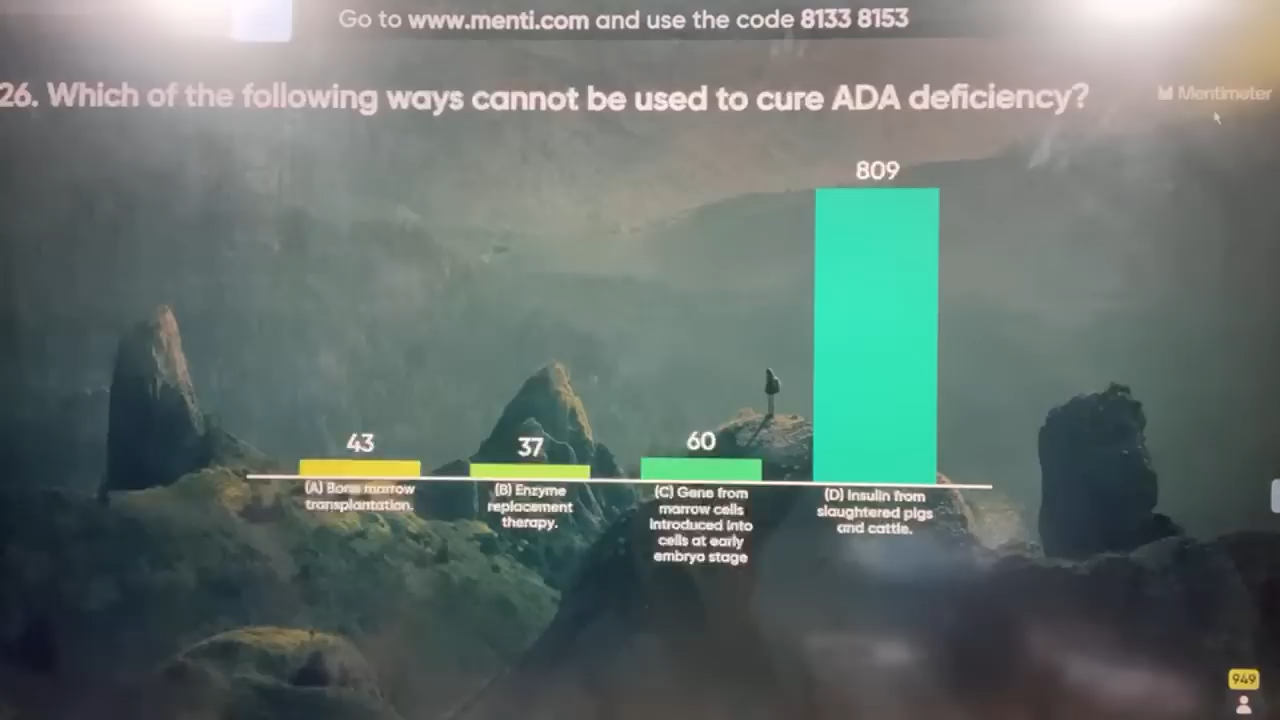 Go to www.menti.com and use the code 8133 8153
26. Which of the following ways cannot be used to cure ADA deficiency?
Mentimeter
809
43
37
60
(A) Bone marrow
transplantation.
(B) Enzyme
replacement
therapy.
(C) Gene from
marrow cells
introduced into
cells at early
embryo stage
(D) Insulin from
slaughtered pigs
and cattle.
949